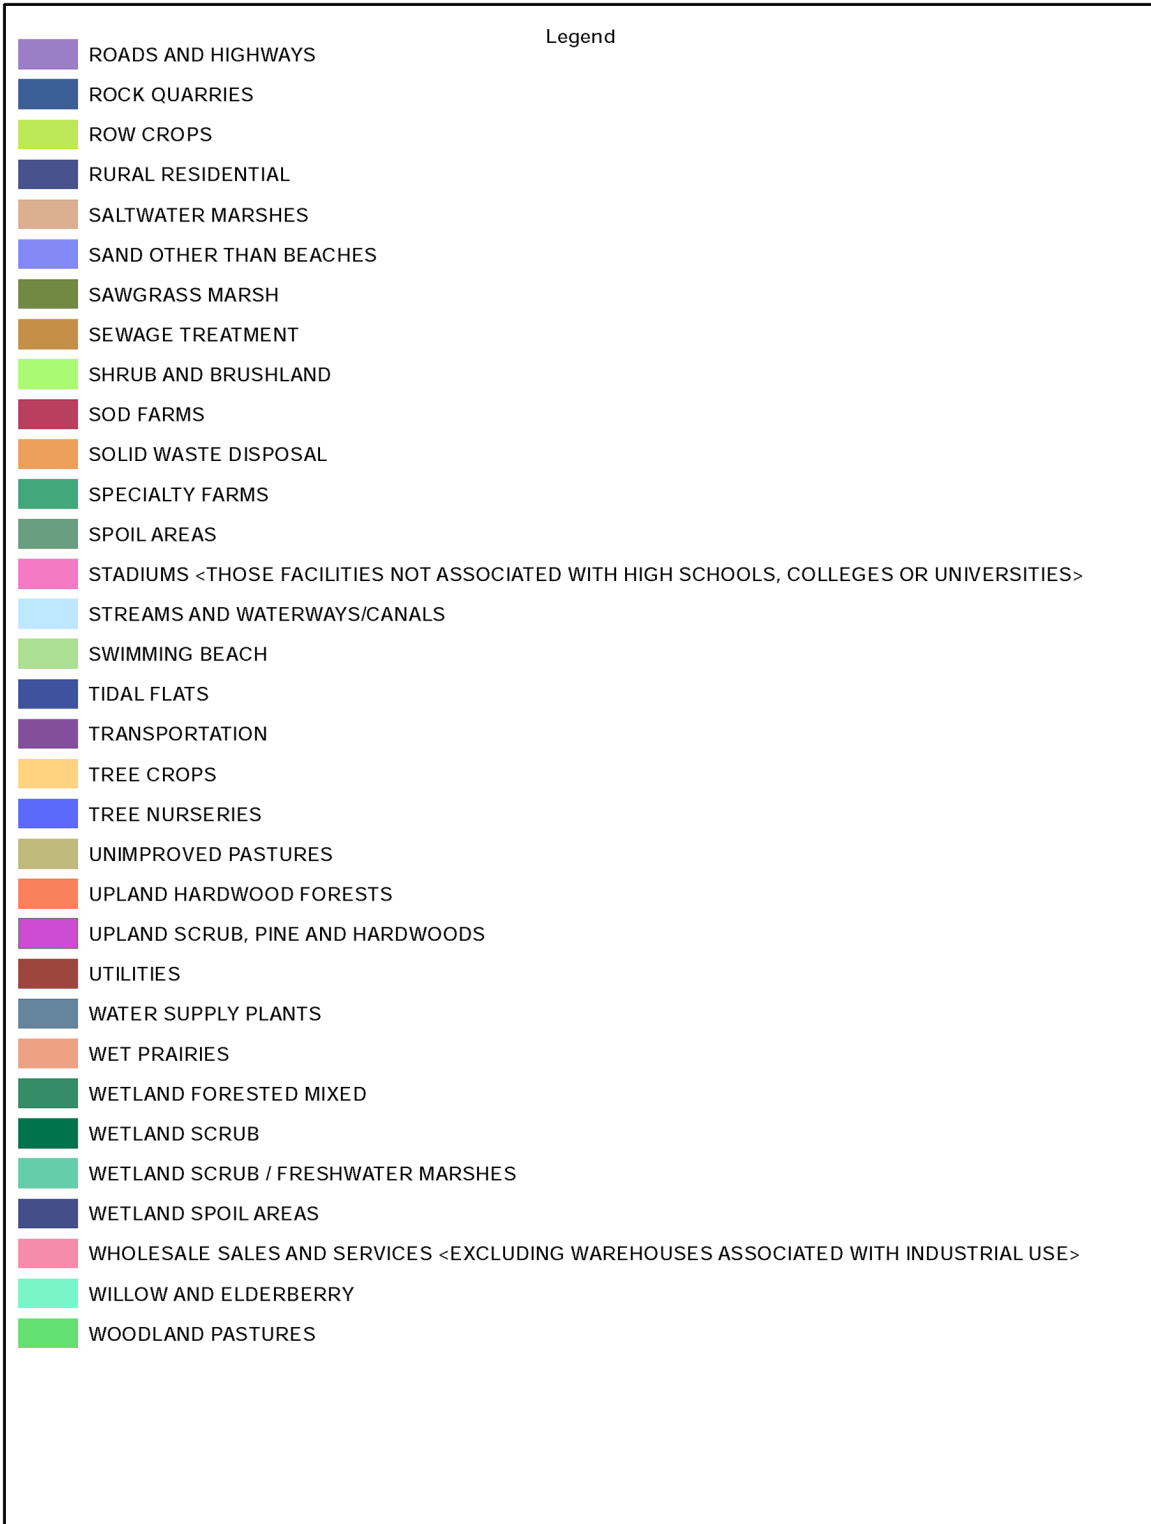 Legend
ROADS AND HIGHWAYS
ROCK QUARRIES
ROW CROPS
RURAL RESIDENTIAL
SALTWATER MARSHES
SAND OTHER THAN BEACHES
SAWGRASS MARSH
SEWAGE TREATMENT
SHRUB AND BRUSHLAND
SOD FARMS
SOLID WASTE DISPOSAL
SPECIALTY FARMS
SPOIL AREAS
STADIUMS <THOSE FACILITIES NOT ASSOCIATED WITH HIGH SCHOOLS, COLLEGES OR UNIVERSITIES>
STREAMS AND WATERWAYS/CANALS
SWIMMING BEACH
TIDAL FLATS
TRANSPORTATION
TREE CROPS
TREE NURSERIES
UNIMPROVED PASTURES
UPLAND HARDWOOD FORESTS
UPLAND SCRUB, PINE AND HARDWOODS
UTILITIES
WATER SUPPLY PLANTS
WET PRAIRIES
WETLAND FORESTED MIXED
WETLAND SCRUB
WETLAND SCRUB / FRESHWATER MARSHES
WETLAND SPOIL AREAS
WHOLESALE SALES AND SERVICES <EXCLUDING WAREHOUSES ASSOCIATED WITH INDUSTRIAL USE>
WILLOW AND ELDERBERRY
WOODLAND PASTURES